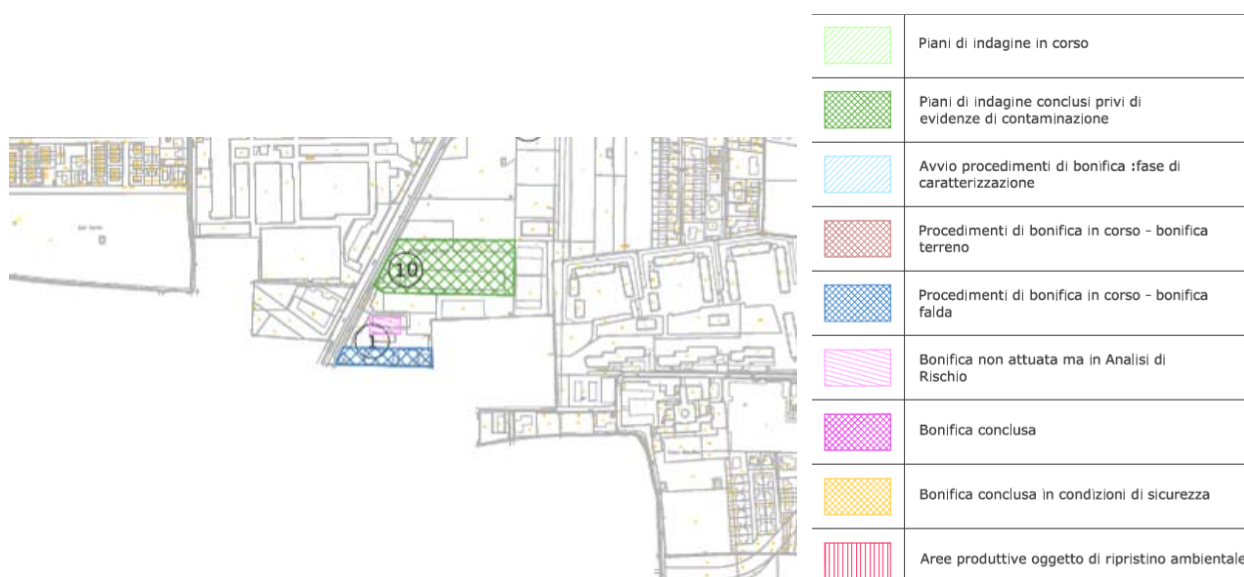 10
1
Piani di indagine in corso
Piani di indagine conclusi privi di
evidenze di contaminazione
Avvio procedimenti di bonifica :fase di
caratterizzazione
Procedimenti di bonifica in corso - bonifica
terreno
Procedimenti di bonifica in corso - bonifica
falda
Bonifica non attuata ma in Analisi di
Rischio
Bonifica conclusa
Bonifica conclusa in condizioni di sicurezza
Aree produttive oggetto di ripristino ambientale